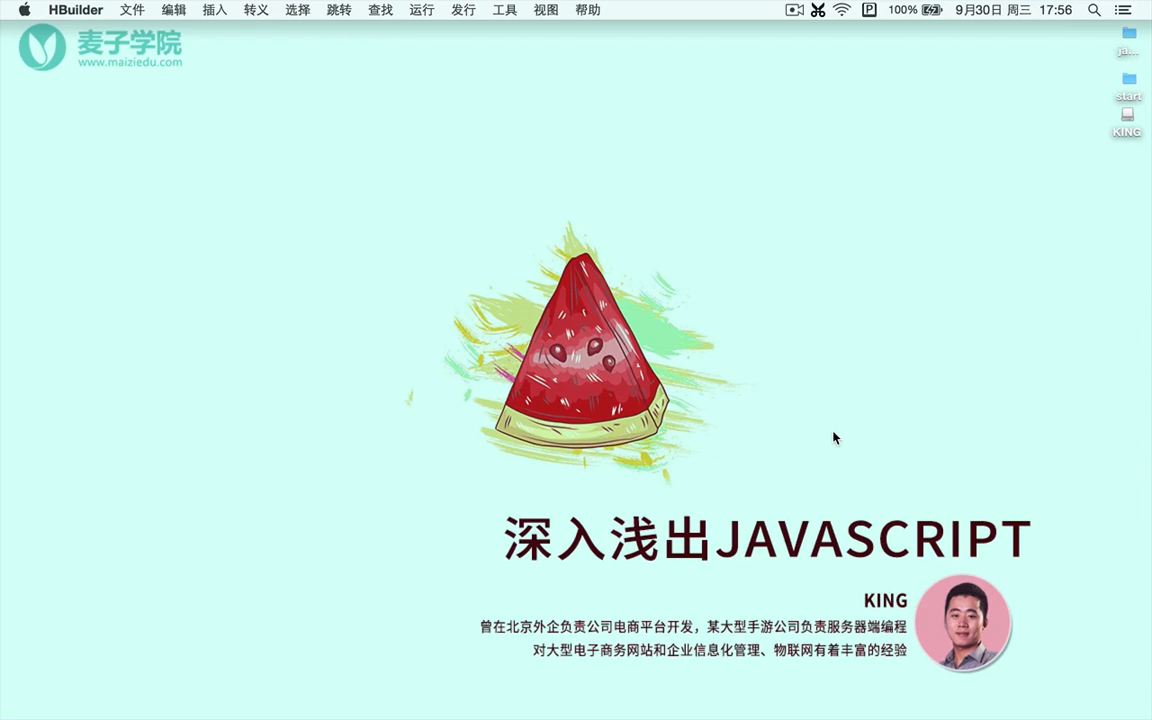 HBuilder 文件 编辑 插入 转义 选择 跳转 查找 运行 发行 工具 视图 帮助 P 100% 9月30日 周三 17:56
麦子学院
www.maiziedu.com
ja...
start
KING
深入浅出JAVASCRIPT
KING
曾在北京外企负责公司电商平台开发，某大型手游公司负责服务器端编程
对大型电子商务网站和企业信息化管理、物联网有着丰富的经验